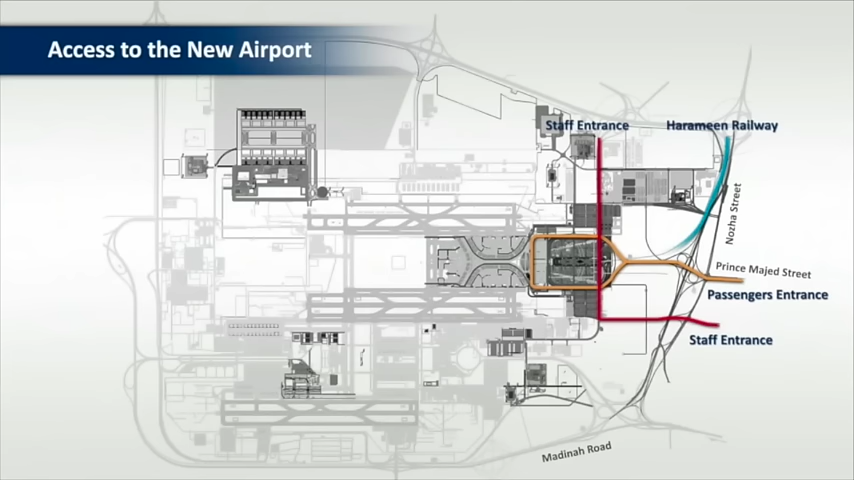 Access to the New Airport
Staff Entrance
Harameen Railway
Nozha Street
Prince Majed Street
Passengers Entrance
Staff Entrance
Madinah Road